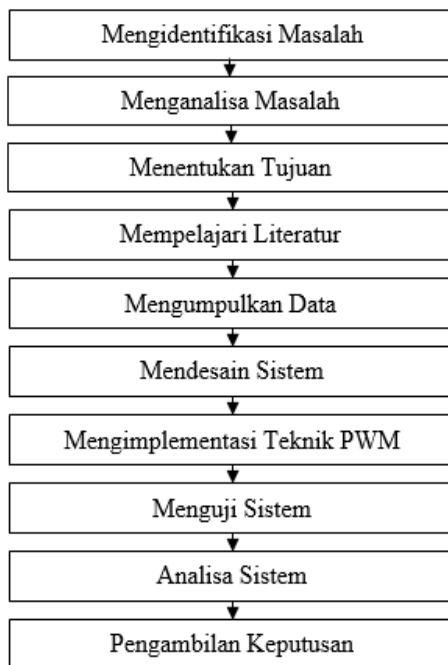 Mengidentifikasi Masalah
Menganalisa Masalah
Menentukan Tujuan
Mempelajari Literatur
Mengumpulkan Data
Mendesain Sistem
Mengimplementasi Teknik PWM
Menguji Sistem
Analisa Sistem
Pengambilan Keputusan